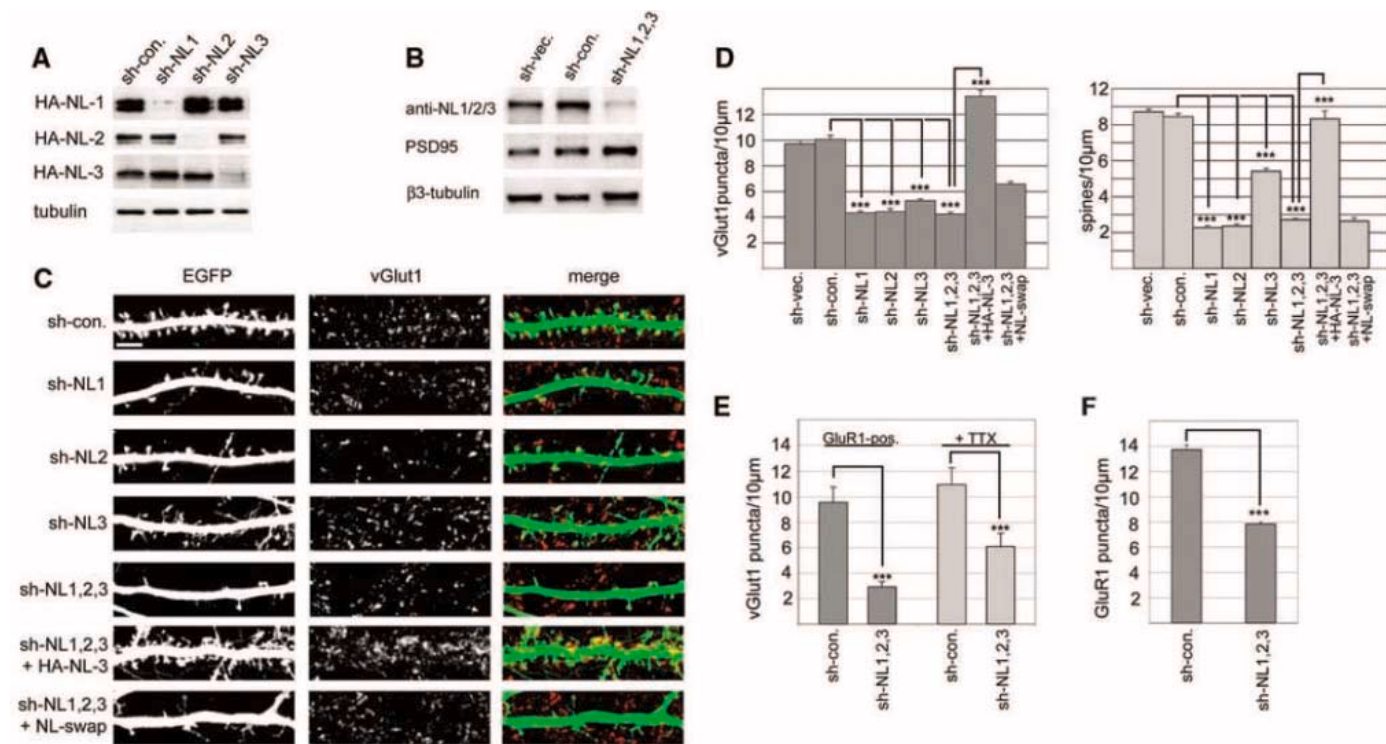 A
sh-con.
sh-NL1
sh-NL2
sh-NL3
HA-NL-1
HA-NL-2
HA-NL-3
tubulin
B
sh-vec.
sh-con.
sh-NL1,2,3
anti-NL1/2/3
PSD95
β3-tubulin
C
EGFP
vGlut1
merge
sh-con.
sh-NL1
sh-NL2
sh-NL3
sh-NL1,2,3
sh-NL1,2,3
+ HA-NL-3
sh-NL1,2,3
+ NL-swap
D
vGlut1puncta/10µm
12
10
8
6
4
2
***
***
***
***
***
sh-vec.
sh-con.
sh-NL1
sh-NL2
sh-NL3
sh-NL1,2,3
sh-NL1,2,3
+HA-NL-3
sh-NL1,2,3
+NL-swap
spines/10µm
12
10
8
6
4
2
***
***
***
***
***
sh-vec.
sh-con.
sh-NL1
sh-NL2
sh-NL3
sh-NL1,2,3
sh-NL1,2,3
+HA-NL-3
sh-NL1,2,3
+NL-swap
E
vGlut1 puncta/10µm
14
12
10
8
6
4
2
GluR1-pos.
+ TTX
***
***
sh-con.
sh-NL1,2,3
sh-con.
sh-NL1,2,3
F
GluR1 puncta/10µm
14
12
10
8
6
4
2
***
sh-con.
sh-NL1,2,3